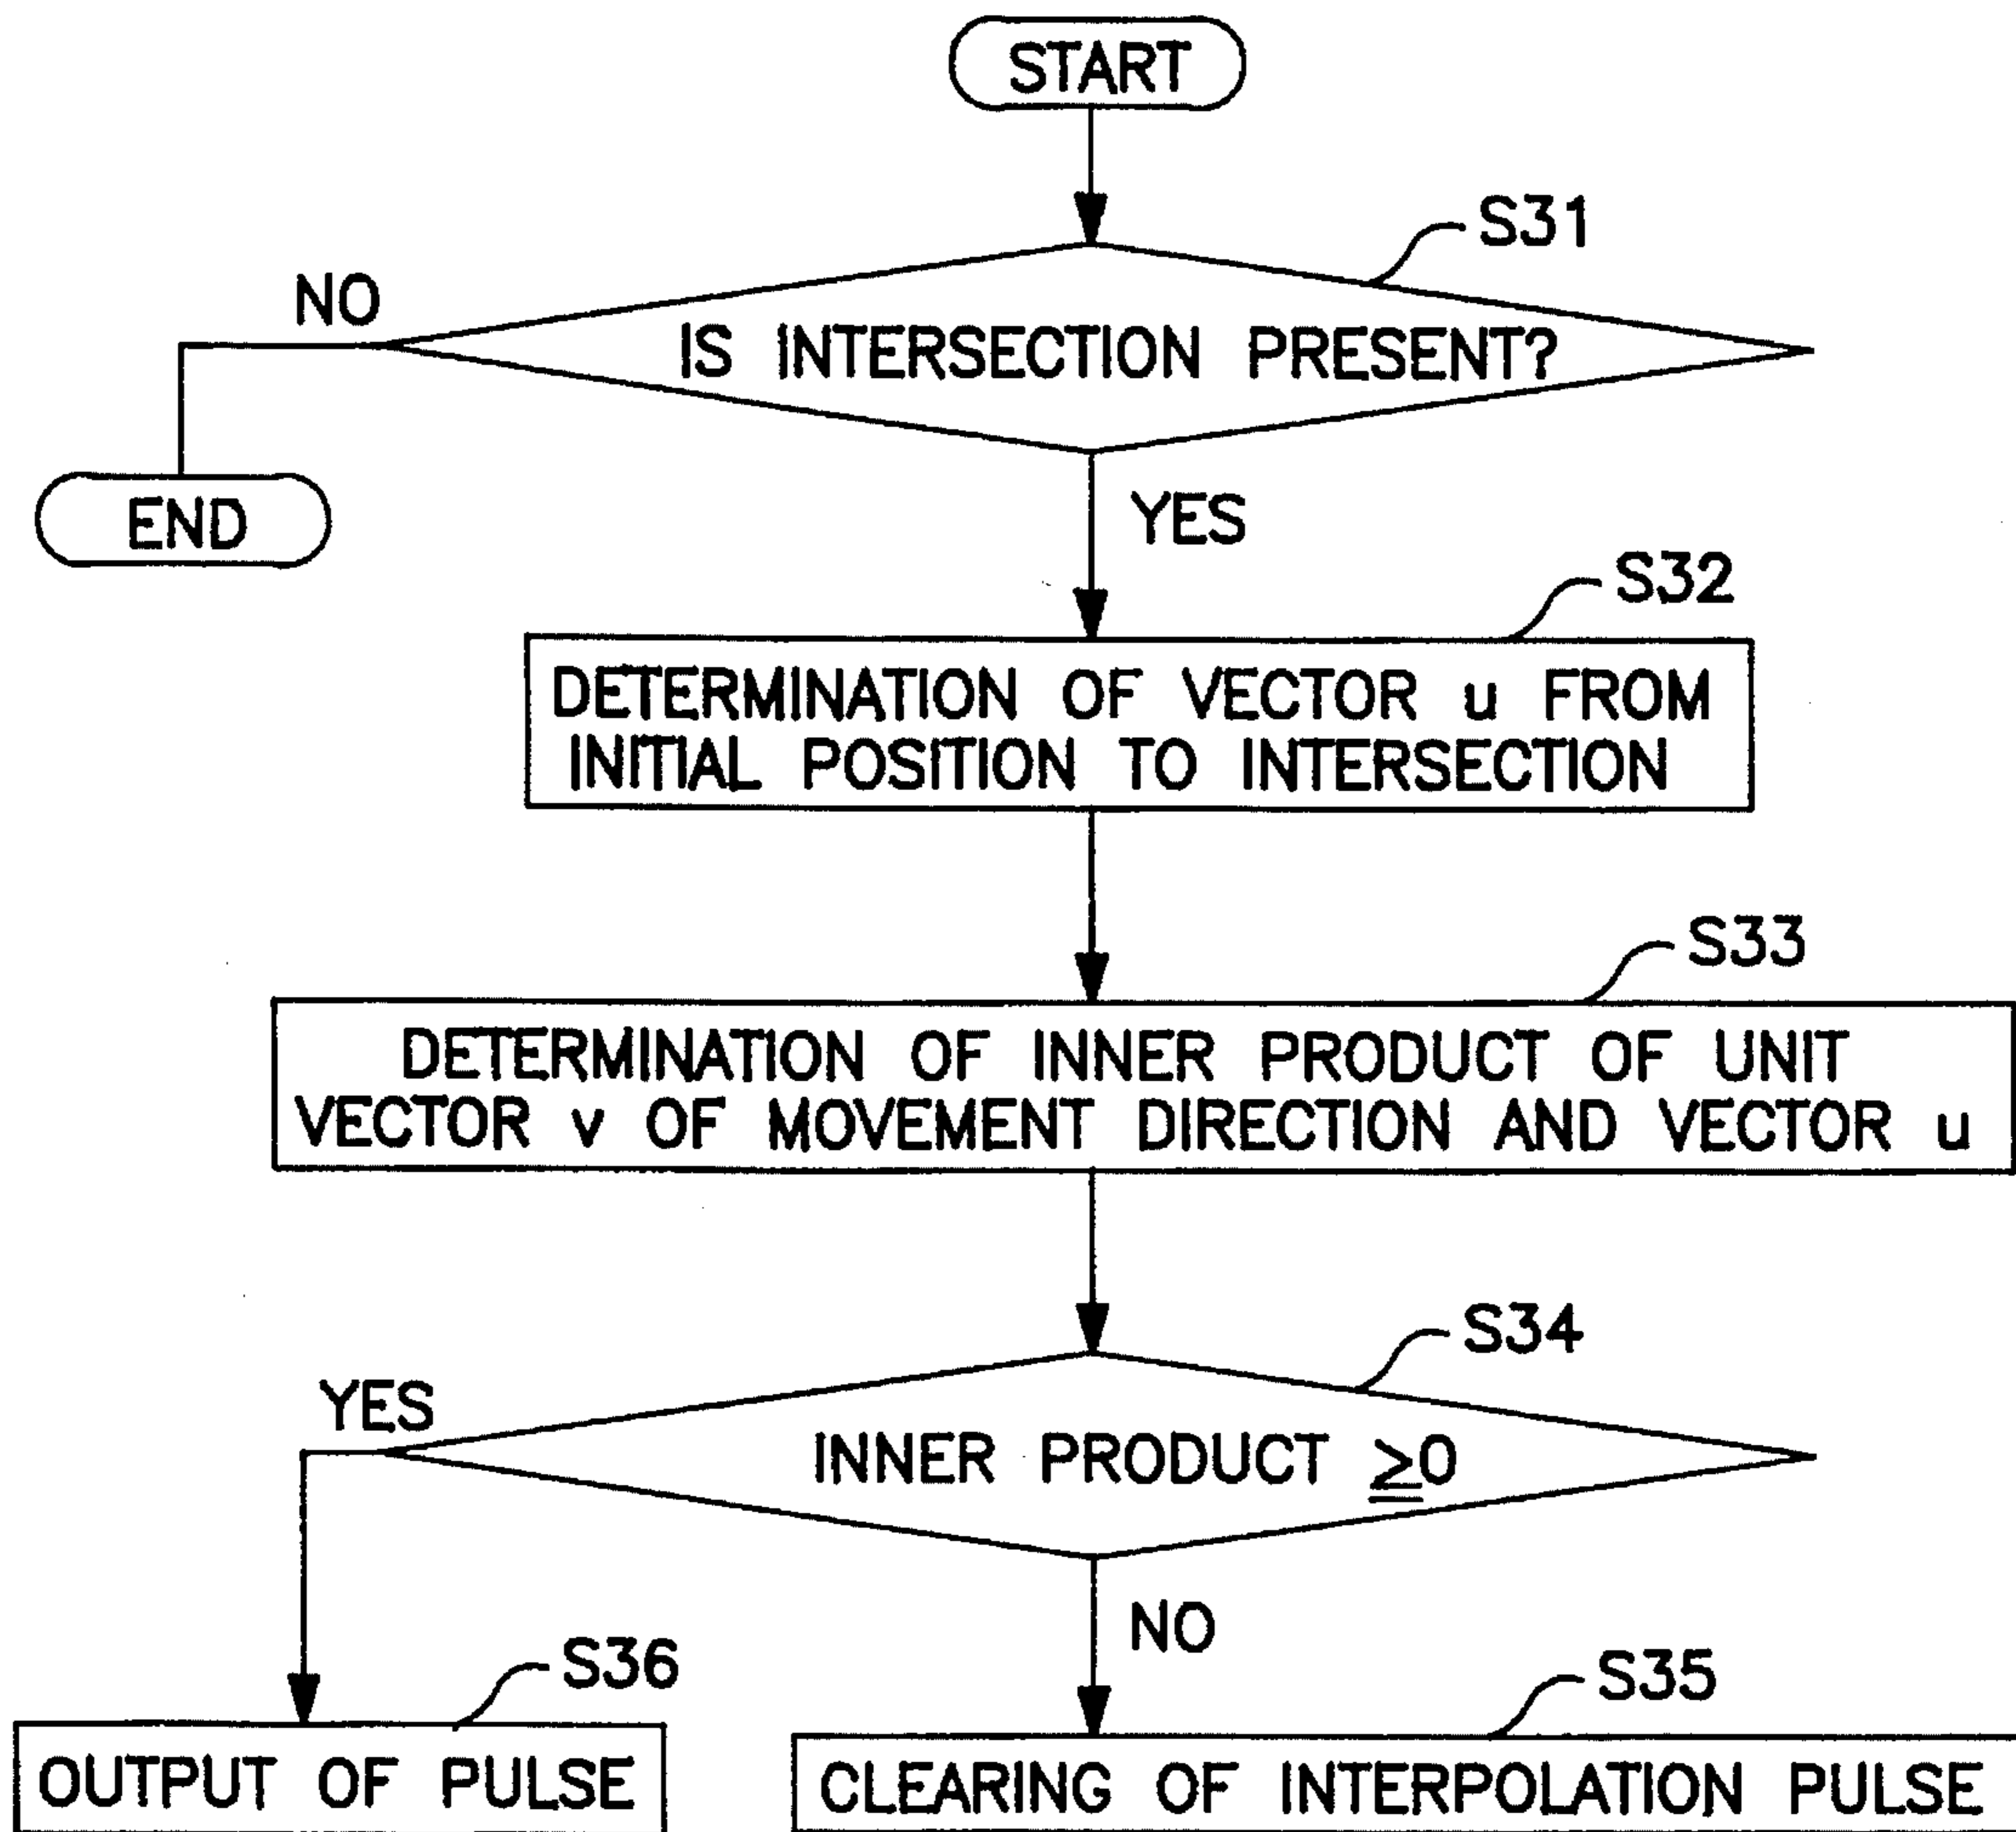 START
S31
NO
IS INTERSECTION PRESENT?
END
YES
S32
DETERMINATION OF VECTOR u FROM
INITIAL POSITION TO INTERSECTION
S33
DETERMINATION OF INNER PRODUCT OF UNIT
VECTOR v OF MOVEMENT DIRECTION AND VECTOR u
S34
YES
INNER PRODUCT ≧0
NO
S36
S35
OUTPUT OF PULSE
CLEARING OF INTERPOLATION PULSE